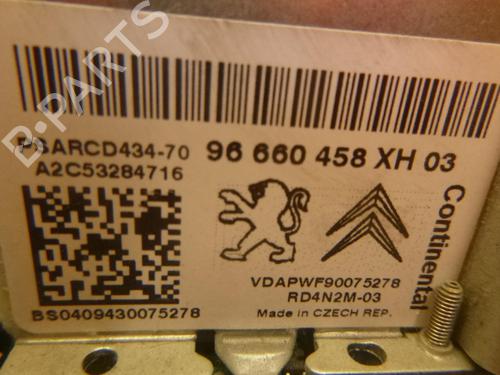 PSARCD434-70
96 660 458 XH 03
A2C53284716
Continental
VDAPWF90075278
RD4N2M-03
BS0409430075278
Made in CZECH REP.
B-PARTS